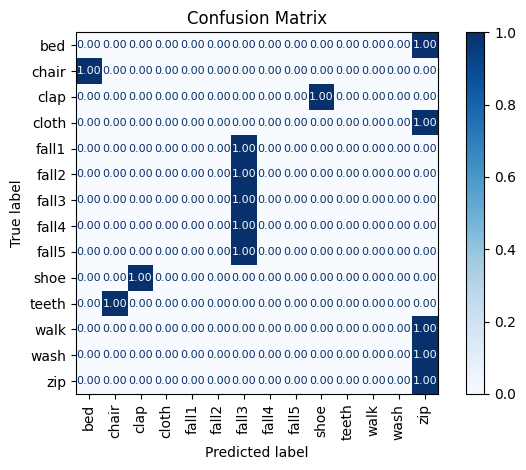 Confusion Matrix
bed 0.00 0.00 0.00 0.00 0.00 0.00 0.00 0.00 0.00 0.00 0.00 0.00 0.00 1.00
chair 1.00 0.00 0.00 0.00 0.00 0.00 0.00 0.00 0.00 0.00 0.00 0.00 0.00 0.00
clap 0.00 0.00 0.00 0.00 0.00 0.00 0.00 0.00 0.00 1.00 0.00 0.00 0.00 0.00
cloth 0.00 0.00 0.00 0.00 0.00 0.00 0.00 0.00 0.00 0.00 0.00 0.00 0.00 1.00
fall1 0.00 0.00 0.00 0.00 0.00 0.00 1.00 0.00 0.00 0.00 0.00 0.00 0.00 0.00
fall2 0.00 0.00 0.00 0.00 0.00 0.00 1.00 0.00 0.00 0.00 0.00 0.00 0.00 0.00
fall3 0.00 0.00 0.00 0.00 0.00 0.00 1.00 0.00 0.00 0.00 0.00 0.00 0.00 0.00
fall4 0.00 0.00 0.00 0.00 0.00 0.00 1.00 0.00 0.00 0.00 0.00 0.00 0.00 0.00
fall5 0.00 0.00 0.00 0.00 0.00 0.00 1.00 0.00 0.00 0.00 0.00 0.00 0.00 0.00
shoe 0.00 0.00 1.00 0.00 0.00 0.00 0.00 0.00 0.00 0.00 0.00 0.00 0.00 0.00
teeth 0.00 1.00 0.00 0.00 0.00 0.00 0.00 0.00 0.00 0.00 0.00 0.00 0.00 0.00
walk 0.00 0.00 0.00 0.00 0.00 0.00 0.00 0.00 0.00 0.00 0.00 0.00 0.00 1.00
wash 0.00 0.00 0.00 0.00 0.00 0.00 0.00 0.00 0.00 0.00 0.00 0.00 0.00 1.00
zip 0.00 0.00 0.00 0.00 0.00 0.00 0.00 0.00 0.00 0.00 0.00 0.00 0.00 1.00
True label
bed chair clap cloth fall1 fall2 fall3 fall4 fall5 shoe teeth walk wash zip
Predicted label
1.0
0.8
0.6
0.4
0.2
0.0